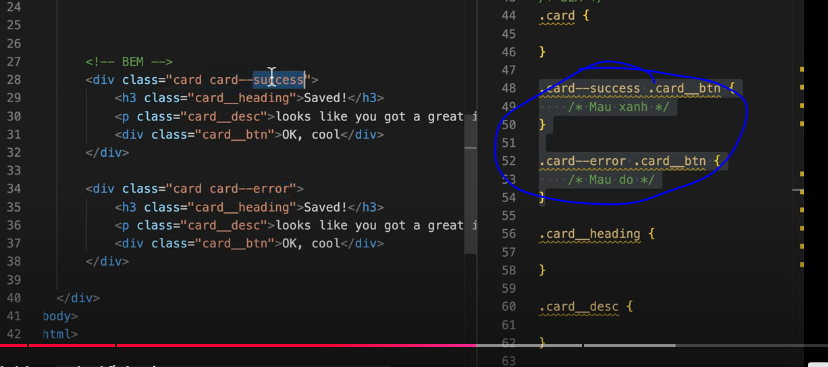 24
25
26
27 <!-- BEM -->
28 <div class="card card--success">
29 <h3 class="card__heading">Saved!</h3>
30 <p class="card__desc">looks like you got a great i
31 <div class="card__btn">OK, cool</div>
32 </div>
33
34 <div class="card card--error">
35 <h3 class="card__heading">Saved!</h3>
36 <p class="card__desc">looks like you got a great i
37 <div class="card__btn">OK, cool</div>
38 </div>
39
40 </div>
41 body>
42 html>
44 .card {
45
46 }
47
48 .card--success .card__btn {
49 /* Mau xanh */
50 }
51
52 .card--error .card__btn {
53 /* Mau do */
54 }
55
56 .card__heading {
57
58 }
59
60 .card__desc {
61
62 }
63